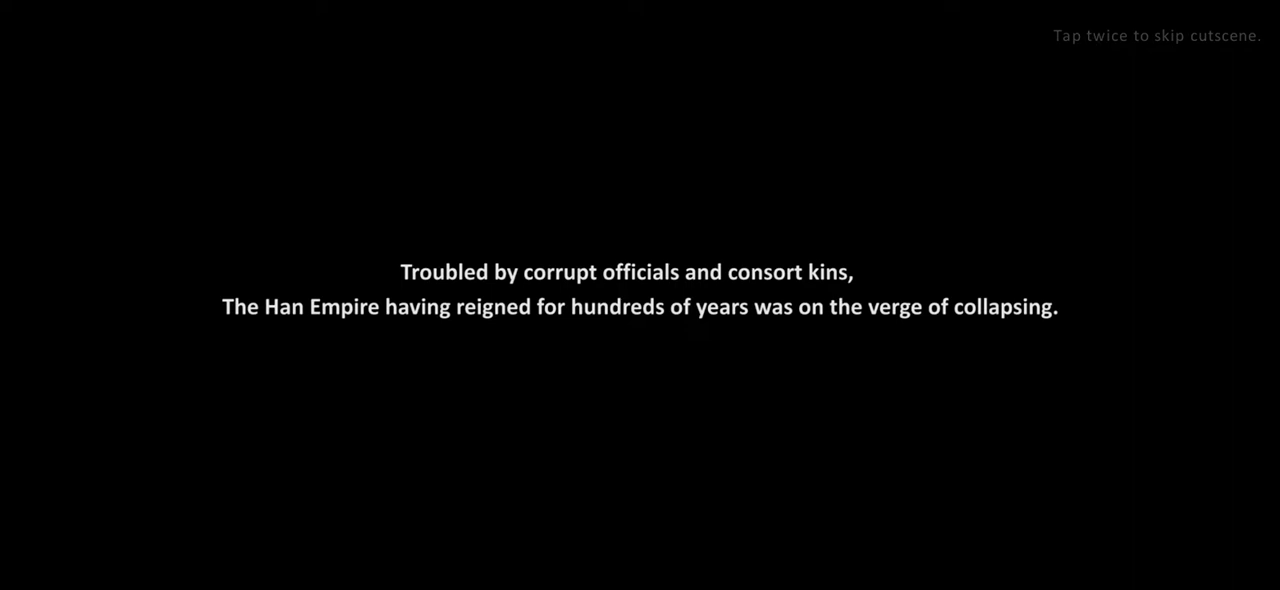 Tap twice to skip cutscene.
Troubled by corrupt officials and consort kins,
The Han Empire having reigned for hundreds of years was on the verge of collapsing.